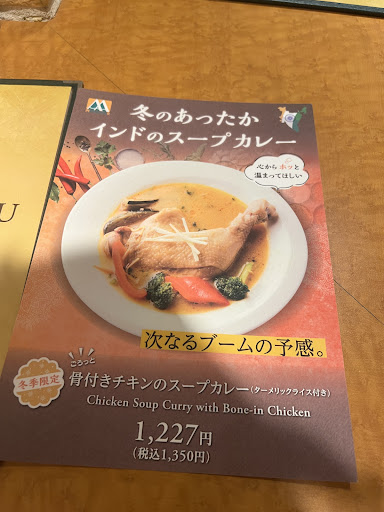 冬のあったか
インドのスープカレー
心から ホッと
温まってほしい
次なるブームの予感。
冬季限定
ごろっと
骨付きチキンのスープカレー(ターメリックライス付き)
Chicken Soup Curry with Bone-in Chicken
1,227円
(税込1,350円)
U